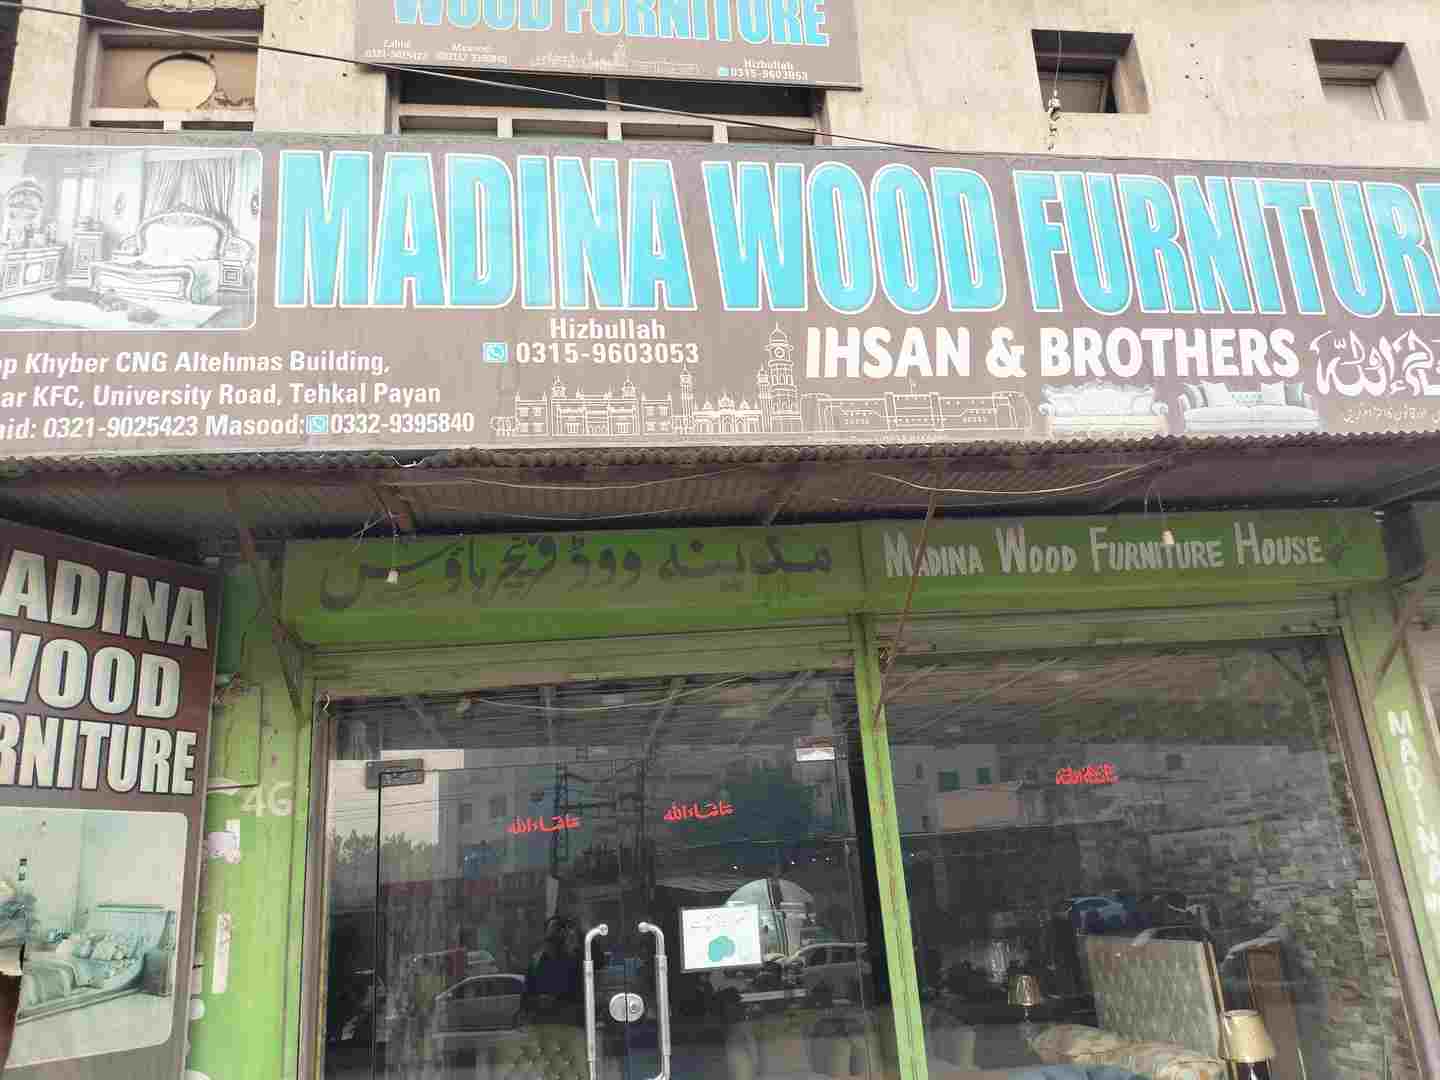 WOOD FURNITURE
Hizbullah
0315-9603053
MADINA WOOD FURNITURE
Hizbullah
0315-9603053
IHSAN & BROTHERS
Khyber CNG Altehmas Building,
KFC, University Road, Tehkal Payan
0321-9025423 Masood: 0332-9395840
مدینہ ووڈ فرنیچر ہاؤس
MADINA WOOD FURNITURE HOUSE
ADINA
WOOD
RNITURE
4G
ماشاءاللہ
ماشاءاللہ
MADINA W